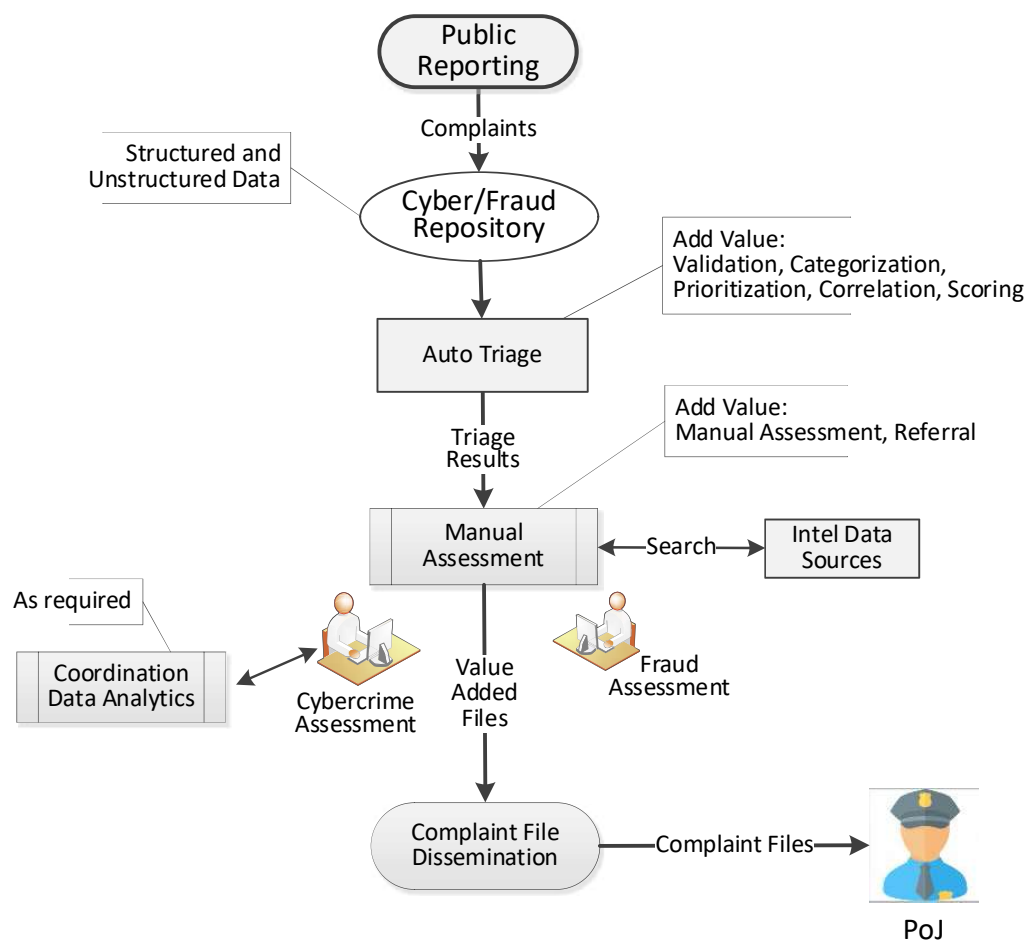 Public
Reporting
Complaints
Structured and
Unstructured Data
Cyber/Fraud
Repository
Add Value:
Validation, Categorization,
Prioritization, Correlation, Scoring
Auto Triage
Add Value:
Manual Assessment, Referral
Triage
Results
Manual
Assessment
Search
Intel Data
Sources
As required
Coordination
Data Analytics
Cybercrime
Assessment
Value
Added
Files
Fraud
Assessment
Complaint File
Dissemination
Complaint Files
PoJ